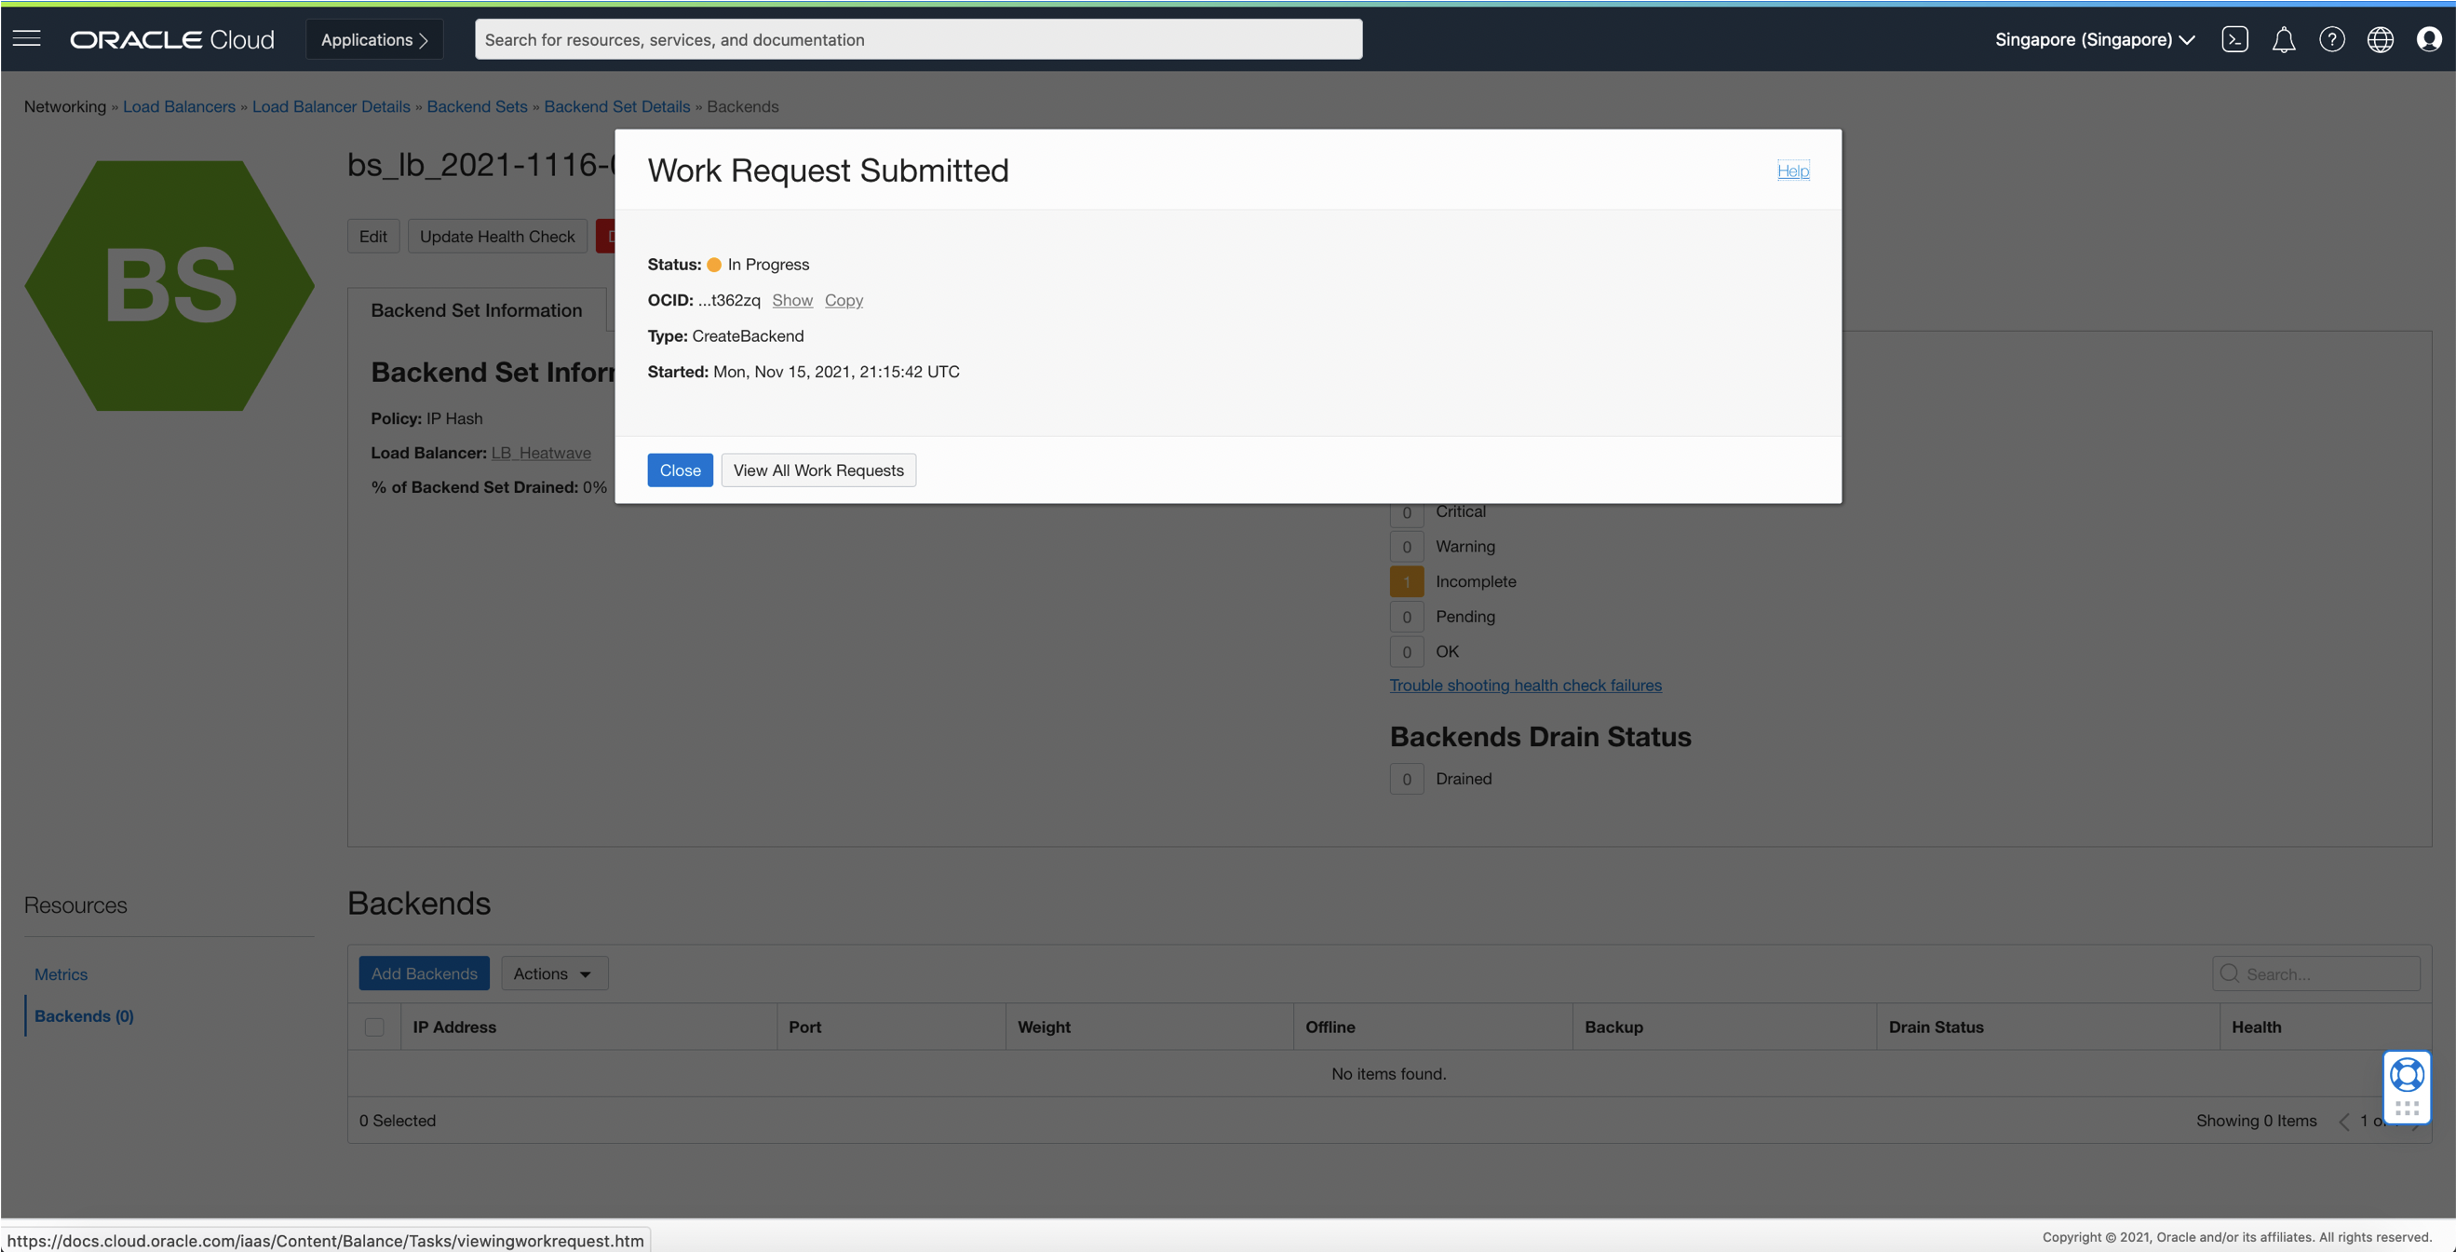 ORACLE Cloud
Applications
Search for resources, services, and documentation
Singapore (Singapore)
Networking » Load Balancers » Load Balancer Details » Backend Sets » Backend Set Details » Backends
BS
bs_lb_2021-1116-
Edit
Update Health Check
Work Request Submitted
Help
Status: In Progress
OCID: ...t362zq Show Copy
Type: CreateBackend
Started: Mon, Nov 15, 2021, 21:15:42 UTC
Close
View All Work Requests
Backend Set Information
Backend Set Infor
Policy: IP Hash
Load Balancer: LB_Heatwave
% of Backend Set Drained: 0%
0 Critical
0 Warning
1 Incomplete
0 Pending
0 OK
Trouble shooting health check failures
Backends Drain Status
0 Drained
Resources
Metrics
Backends (0)
Backends
Add Backends
Actions
Search...
IP Address Port Weight Offline Backup Drain Status Health
No items found.
0 Selected
Showing 0 Items
1 o
https://docs.cloud.oracle.com/iaas/Content/Balance/Tasks/viewingworkrequest.htm
Copyright © 2021, Oracle and/or its affiliates. All rights reserved.